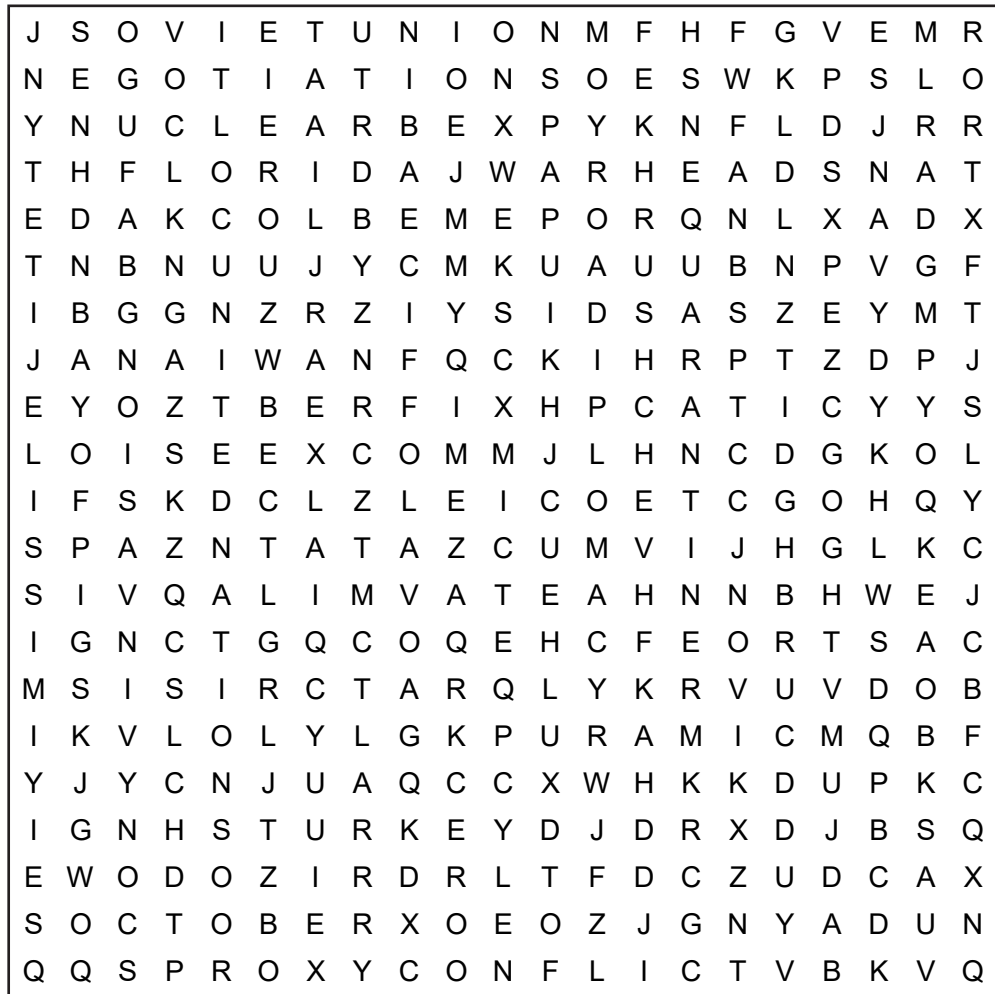 J S O V I E T U N I O N M F H F G V E M R
N E G O T I A T I O N S O E S W K P S L O
Y N U C L E A R B E X P Y K N F L D J R R
T H F L O R I D A J W A R H E A D S N A T
E D A K C O L B E M E P O R Q N L X A D X
T N B N U U J Y C M K U A U U B N P V G F
I B G G N Z R Z I Y S I D S A S Z E Y M T
J A N A I W A N F Q C K I H R P T Z D P J
E Y O Z T B E R F I X H P C A T I C Y Y S
L O I S E E X C O M M J L H N C D G K O L
I F S K D C L Z L E I C O E T C G O H Q Y
S P A Z N T A T A Z C U M V I J H G L K C
S I V Q A L I M V A T E A H N N B H W E J
I G N C T G Q C O Q E H C F E O R T S A C
M S I S I R C T A R Q L Y K R V U V D O B
I K V L O L Y L G K P U R A M I C M Q B F
Y J Y C N J U A Q C C X W H K K D U P K C
I G N H S T U R K E Y D J D R X D J B S Q
E W O D O Z I R D R L T F D C Z U D C A X
S O C T O B E R X O E O Z J G N Y A D U N
Q Q S P R O X Y C O N F L I C T V B K V Q